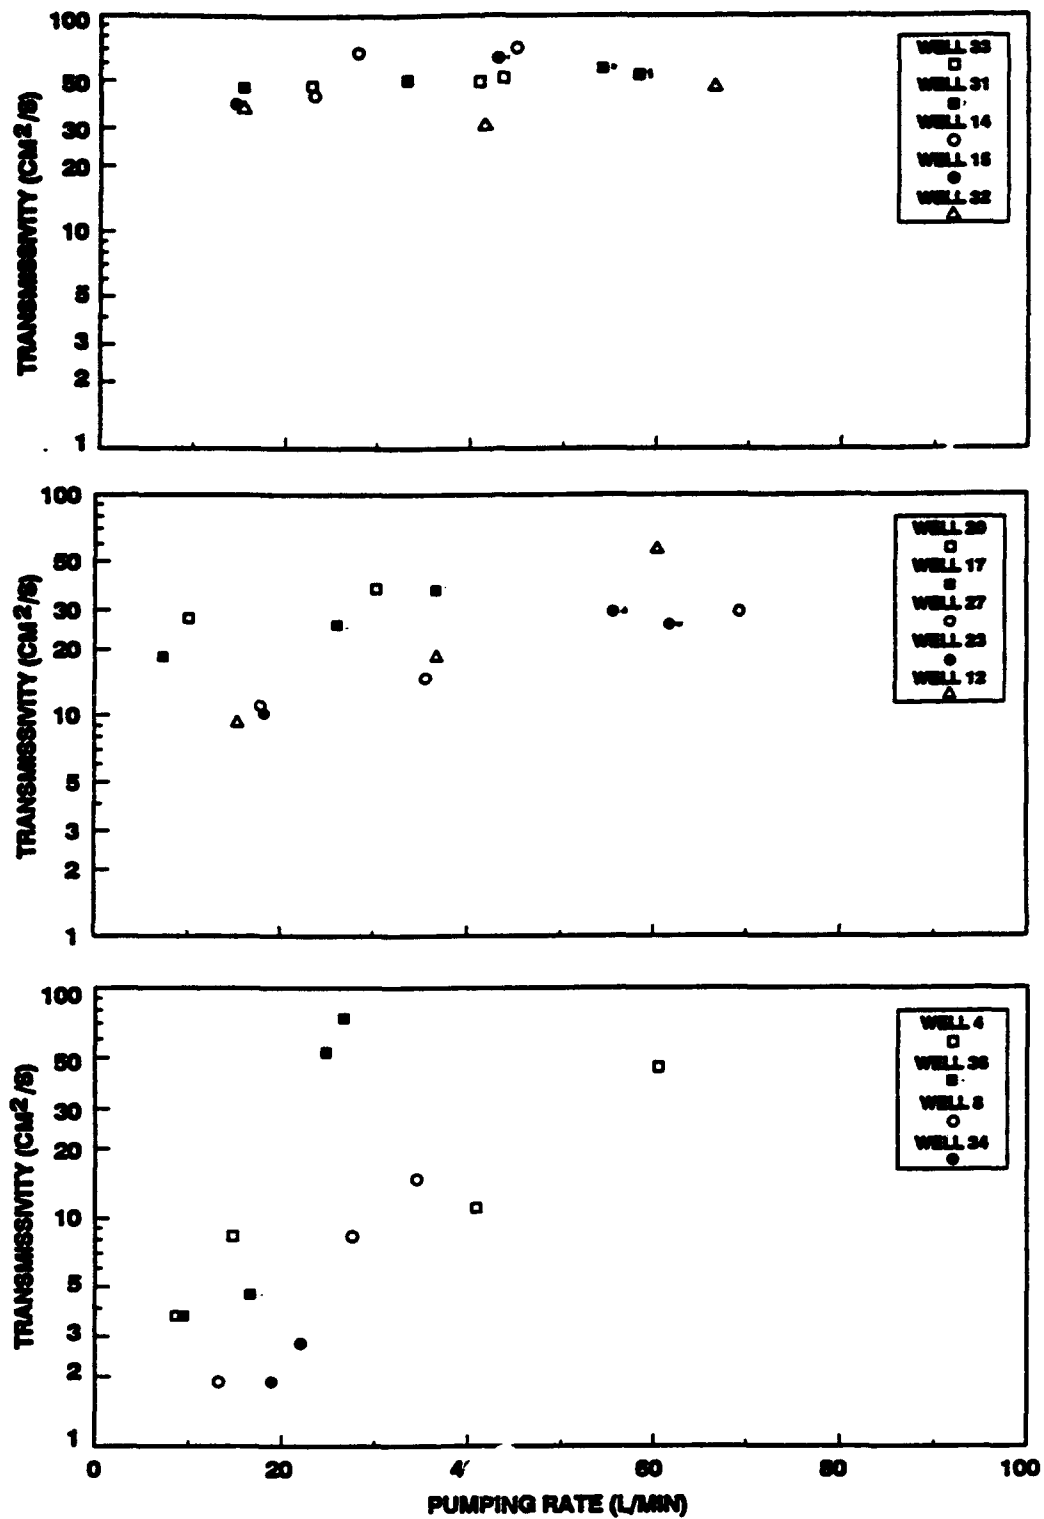 TRANSMISSIVITY (CM2/S)
100
50
30
20
10
5
3
2
1
WELL 33
WELL 31
WELL 14
WELL 15
WELL 32
TRANSMISSIVITY (CM2/S)
100
50
30
20
10
5
3
2
1
WELL 17
WELL 27
WELL 23
WELL 12
TRANSMISSIVITY (CM2/S)
100
50
30
20
10
5
3
2
1
WELL 4
WELL 8
WELL 34
0
20
60
80
100
PUMPING RATE (L/MIN)